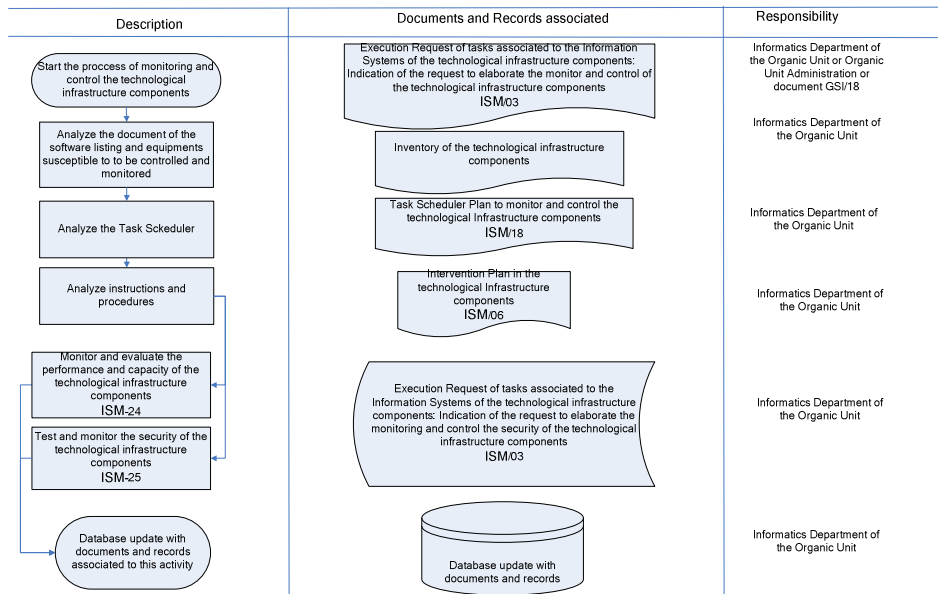 Description
Documents and Records associated
Responsibility
Start the proccess of monitoring and
control the technological
infrastructure components
Execution Request of tasks associated to the Information
Systems of the technological infrastructure components:
Indication of the request to elaborate the monitor and control of
the technological infrastructure components
ISM/03
Informatics Department of
the Organic Unit or Organic
Unit Administration or
document GSI/18
Analyze the document of the
software listing and equipments
susceptible to to be controlled and
monitored
Inventory of the technological infrastructure
components
Informatics Department of
the Organic Unit
Analyze the Task Sckeduler
Task Scheduler Plan to monitor and control the
technological Infrastructure components
ISM/18
Informatics Department of
the Organic Unit
Analyze instructions and
procedures
Intervention Plan in the
technological Infrastructure
components
ISM/06
Informatics Department of
the Organic Unit
Monitor and evaluate the
performance and capacity of the
technological infrastructure
components
ISM-24
Test and monitor the security of the
technological infrastructure
components
ISM-25
Execution Request of tasks associated to the
Information Systems of the technological infrastructure
components: Indication of the request to elaborate the
monitoring and control the security of the technological
infrastructure components
ISM/03
Informatics Department of
the Organic Unit
Database update with
documents and records
associated to this activity
Database update with
documents and records
Informatics Department of
the Organic Unit